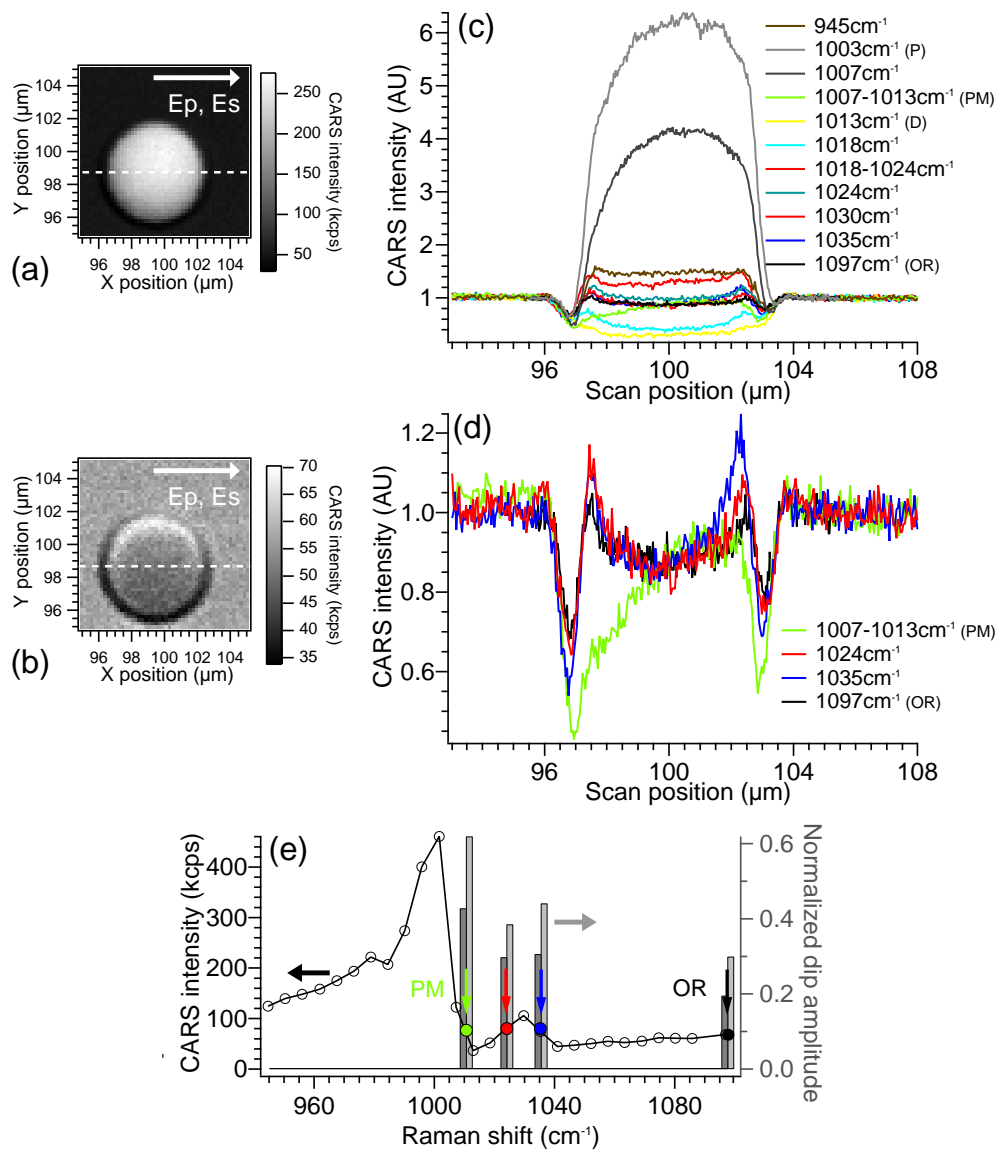 (a)
Ep, Es
Y position (µm)
104
102
100
98
96
96 98 100 102 104
X position (µm)
250
200
150
100
50
CARS intensity (kcps)
(c)
CARS intensity (AU)
6
5
4
3
2
1
96 100 104 108
Scan position (µm)
945cm⁻¹
1003cm⁻¹ (P)
1007cm⁻¹
1007-1013cm⁻¹ (PM)
1013cm⁻¹ (D)
1018cm⁻¹
1018-1024cm⁻¹
1024cm⁻¹
1030cm⁻¹
1035cm⁻¹
1097cm⁻¹ (OR)
(b)
Ep, Es
Y position (µm)
104
102
100
98
96
96 98 100 102 104
X position (µm)
70
65
60
55
50
45
40
35
CARS intensity (kcps)
(d)
CARS intensity (AU)
1.2
1.0
0.8
0.6
96 100 104 108
Scan position (µm)
1007-1013cm⁻¹ (PM)
1024cm⁻¹
1035cm⁻¹
1097cm⁻¹ (OR)
(e)
CARS intensity (kcps)
400
300
200
100
0
960 1000 1040 1080
Raman shift (cm⁻¹)
PM
OR
0.6
0.4
0.2
0.0
Normalized dip amplitude